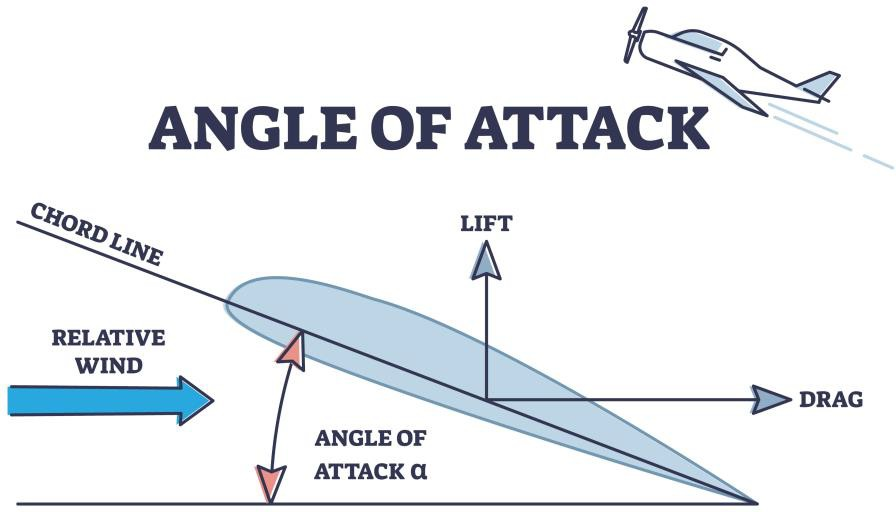 ANGLE OF ATTACK
CHORD LINE
LIFT
RELATIVE
WIND
DRAG
ANGLE OF
ATTACK α